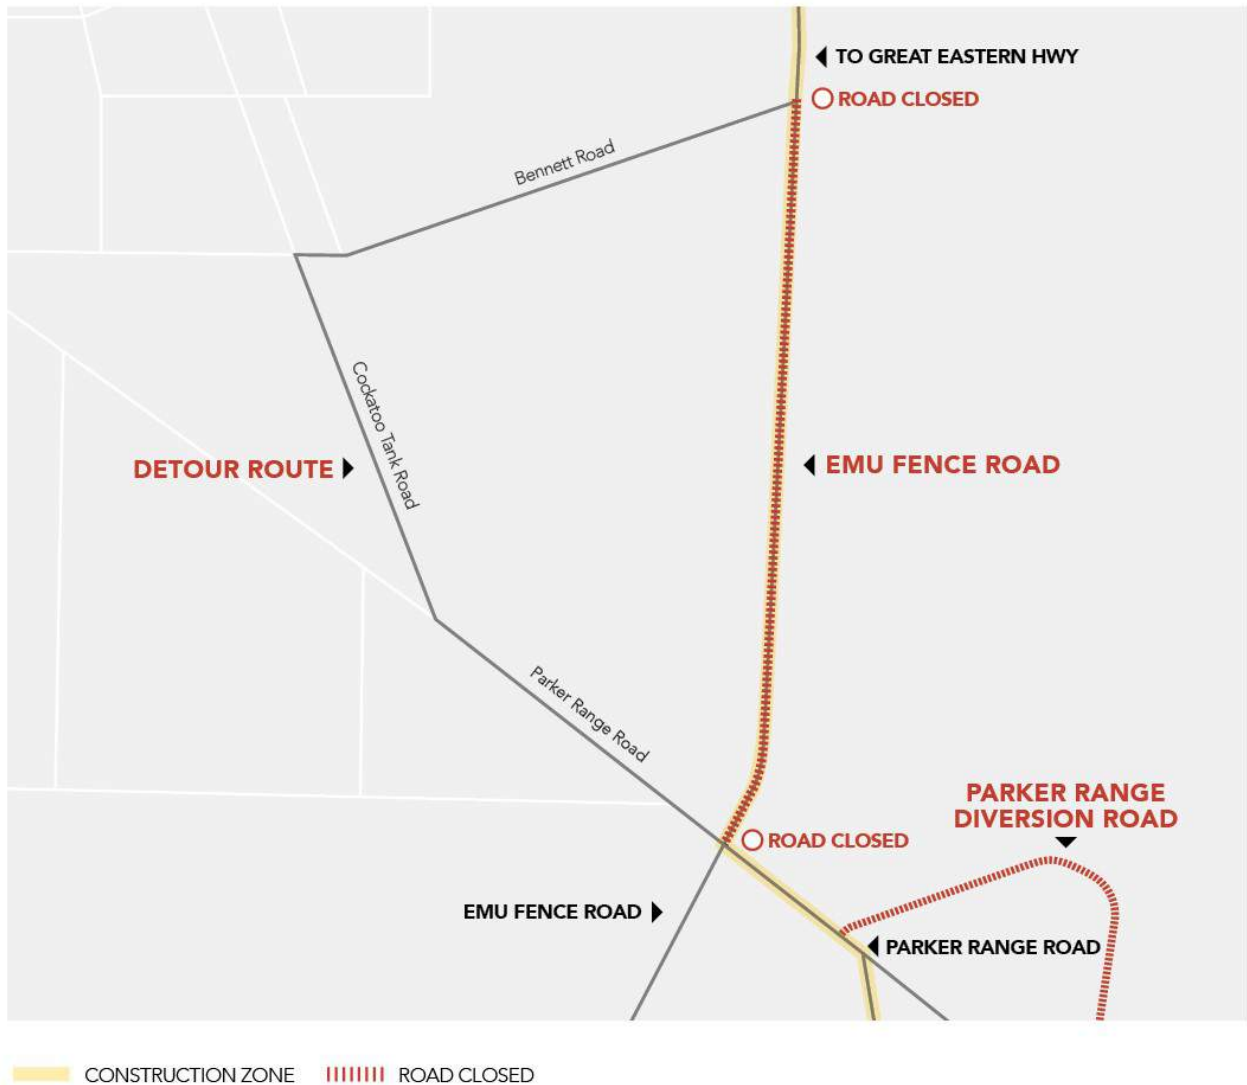 TO GREAT EASTERN HWY
ROAD CLOSED
Bennett Road
Cockatoo Tank Road
DETOUR ROUTE
EMU FENCE ROAD
Parker Range Road
PARKER RANGE
DIVERSION ROAD
ROAD CLOSED
EMU FENCE ROAD
PARKER RANGE ROAD
CONSTRUCTION ZONE
ROAD CLOSED